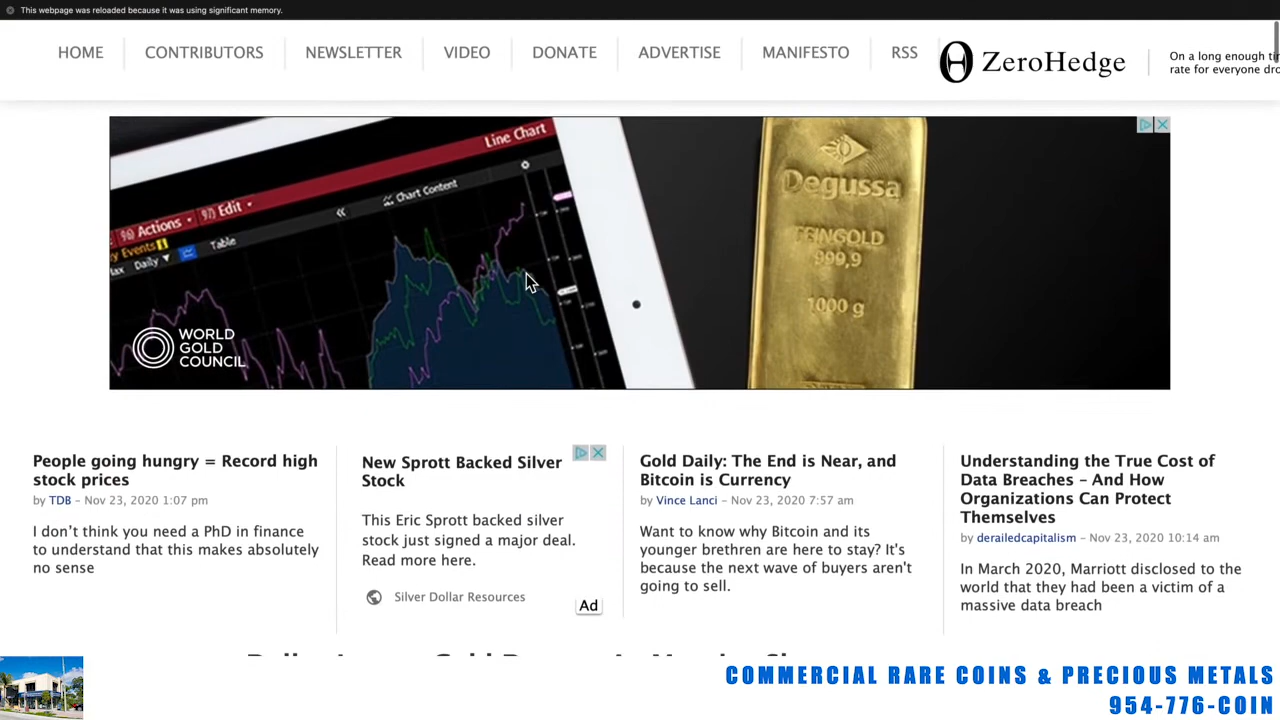 This webpage was reloaded because it was using significant memory.
HOME
CONTRIBUTORS
NEWSLETTER
VIDEO
DONATE
ADVERTISE
MANIFESTO
RSS
ZeroHedge
On a long enough
rate for everyone
Line Chart
Actions
Edit
Chart Content
Events
Table
Daily
WORLD
GOLD
COUNCIL
Degussa
FEINGOLD
999,9
1000 g
People going hungry = Record high
stock prices
by TDB – Nov 23, 2020 1:07 pm
I don’t think you need a PhD in finance
to understand that this makes absolutely
no sense
New Sprott Backed Silver
Stock
This Eric Sprott backed silver
stock just signed a major deal.
Read more here.
Silver Dollar Resources
Ad
Gold Daily: The End is Near, and
Bitcoin is Currency
by Vince Lanci – Nov 23, 2020 7:57 am
Want to know why Bitcoin and its
younger brethren are here to stay? It's
because the next wave of buyers aren't
going to sell.
Understanding the True Cost of
Data Breaches – And How
Organizations Can Protect
Themselves
by derailedcapitalism – Nov 23, 2020 10:14 am
In March 2020, Marriott disclosed to the
world that they had been a victim of a
massive data breach
COMMERCIAL RARE COINS & PRECIOUS METALS
954-776-COIN